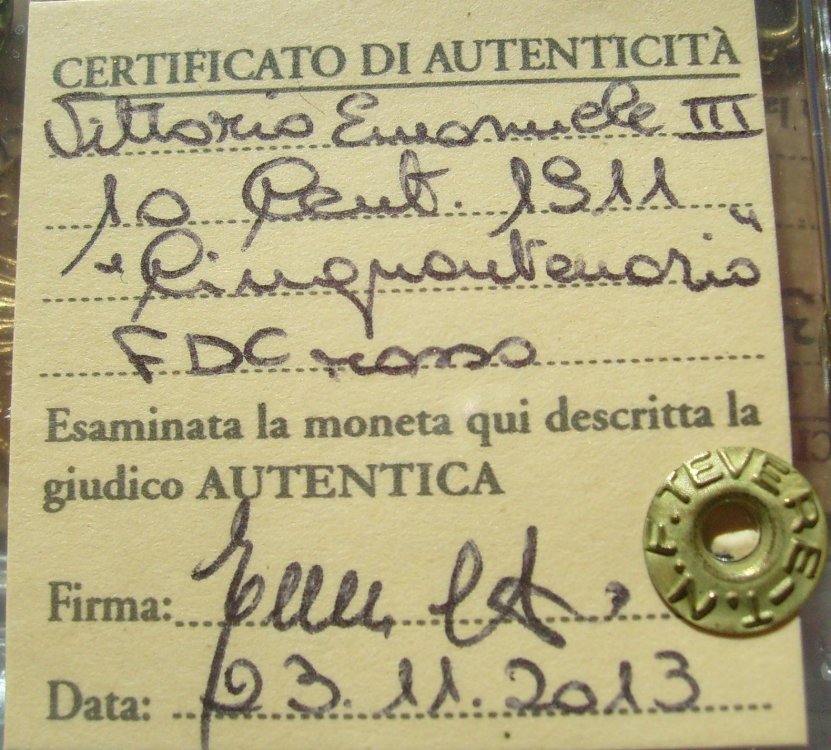 CERTIFICATO DI AUTENTICITÀ
Vittorio Emanuele III
10 Cent. 1911
"Cinquantenario"
FDC rosso
Esaminata la moneta qui descritta la
giudico AUTENTICA
Firma:
Data: 23.11.2013
N.F. TEVERE-T.